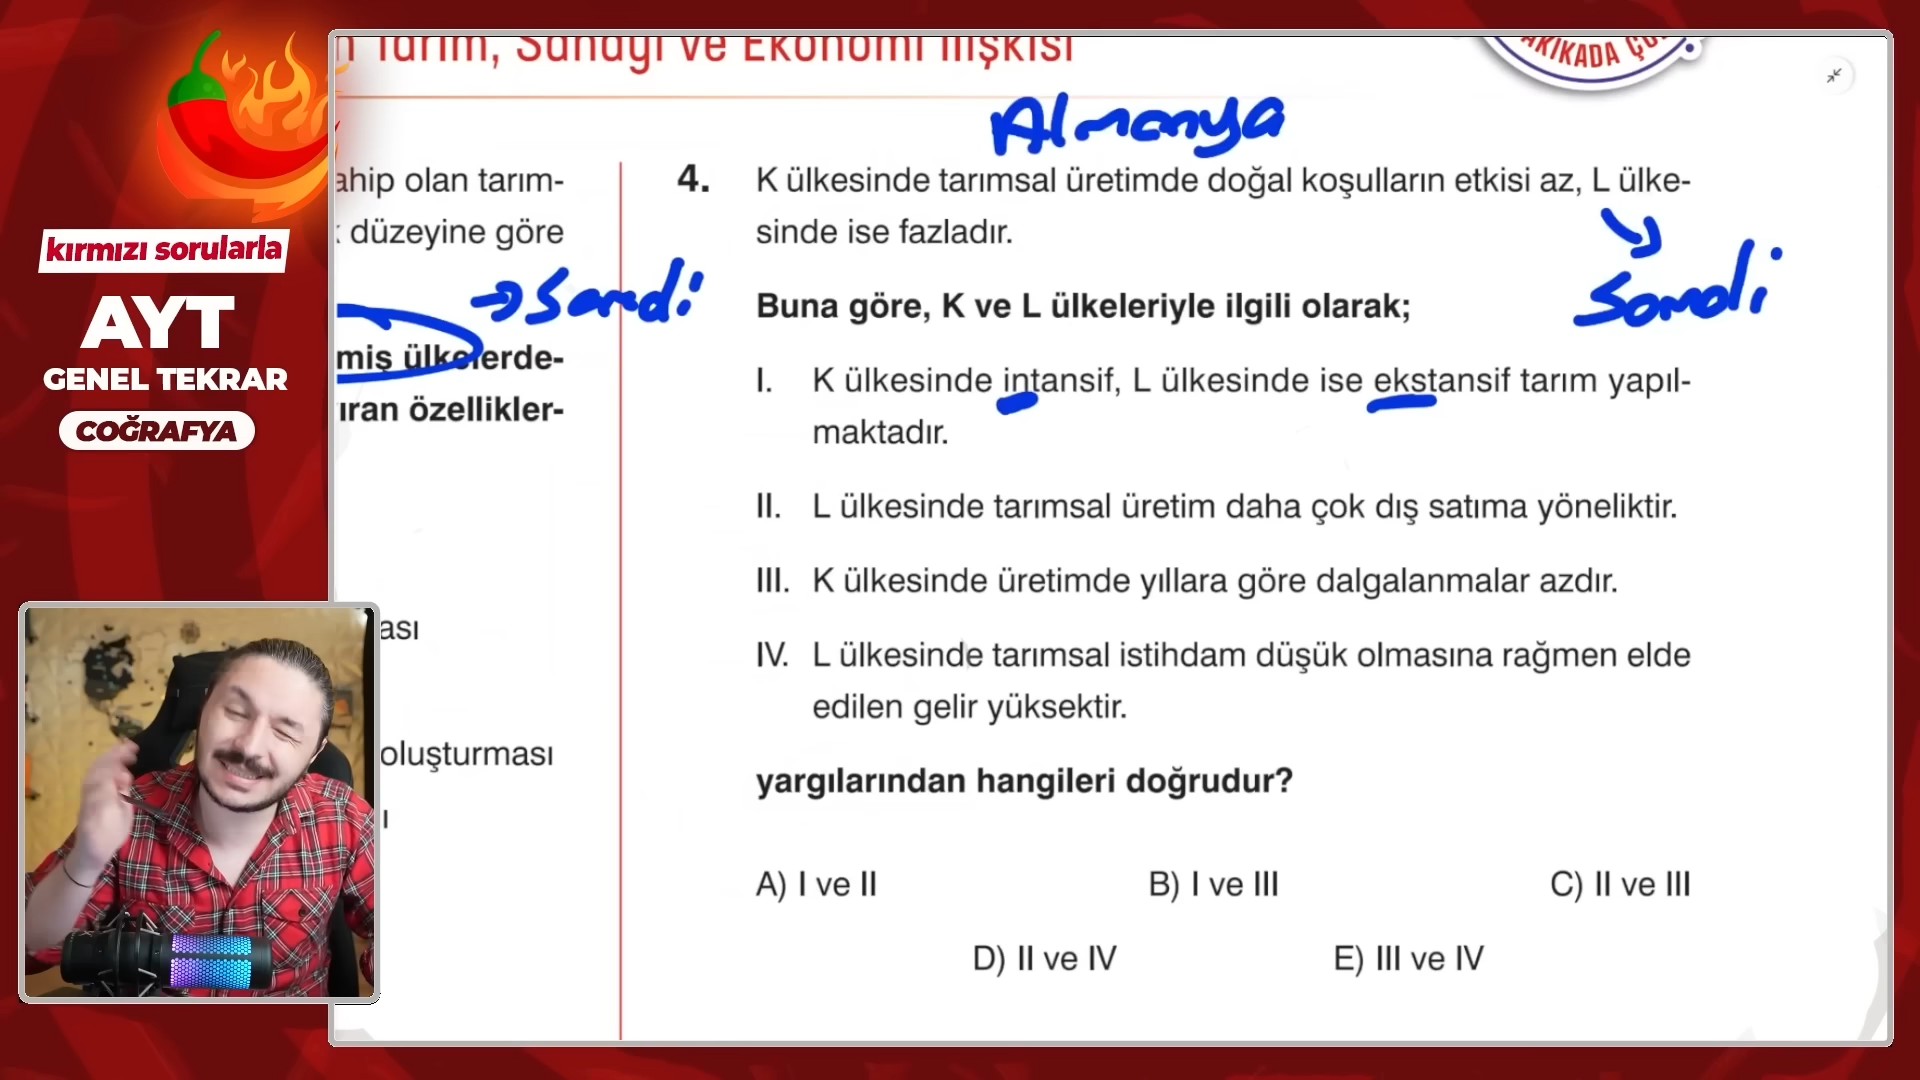 kırmızı sorularla
AYT
GENEL TEKRAR
COĞRAFYA
n Tarım, Sanayi ve Ekonomi İlişkisi
AKİKADA ÇÖ
ahip olan tarım-
düzeyine göre
miş ülkelerde-
ıran özellikler-
ası
oluşturması
ı
Almanya
4. K ülkesinde tarımsal üretimde doğal koşulların etkisi az, L ülke-
sinde ise fazladır.
Somali
Buna göre, K ve L ülkeleriyle ilgili olarak;
I. K ülkesinde intansif, L ülkesinde ise ekstansif tarım yapıl-
maktadır.
II. L ülkesinde tarımsal üretim daha çok dış satıma yöneliktir.
III. K ülkesinde üretimde yıllara göre dalgalanmalar azdır.
IV. L ülkesinde tarımsal istihdam düşük olmasına rağmen elde
edilen gelir yüksektir.
yargılarından hangileri doğrudur?
A) I ve II B) I ve III C) II ve III
D) II ve IV E) III ve IV